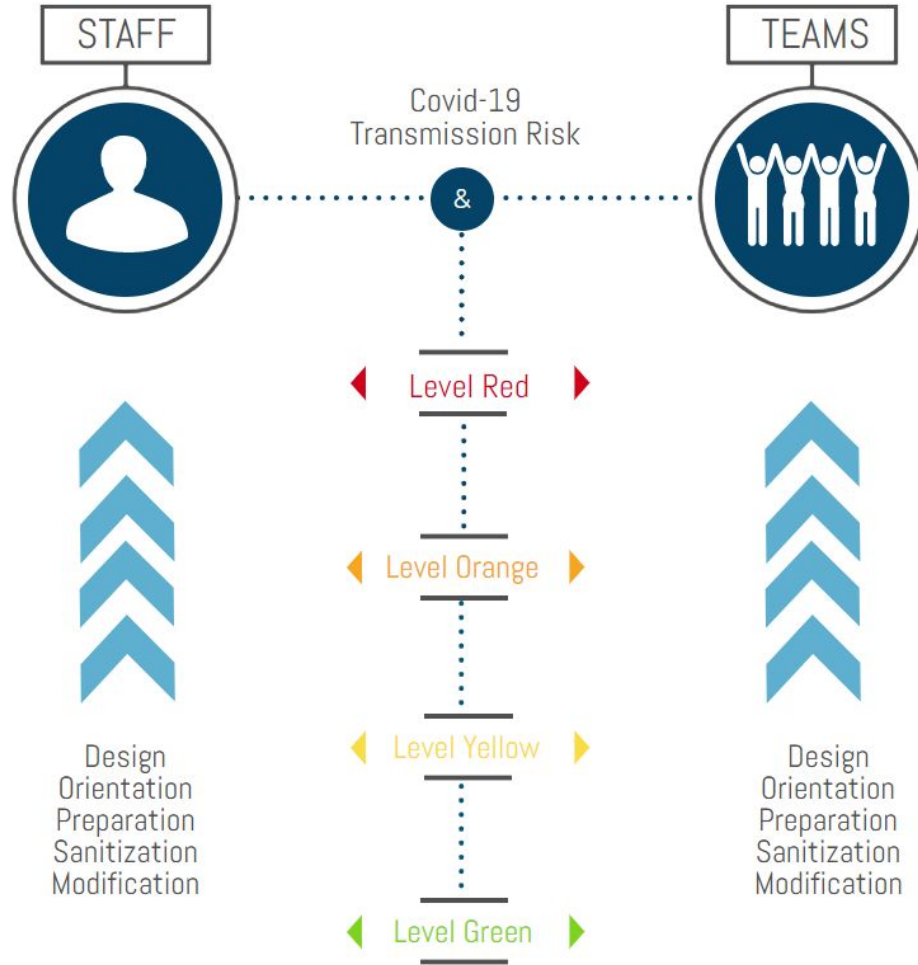 STAFF
TEAMS
Covid-19
Transmission Risk
&
Level Red
Level Orange
Level Yellow
Level Green
Design
Orientation
Preparation
Sanitization
Modification
Design
Orientation
Preparation
Sanitization
Modification